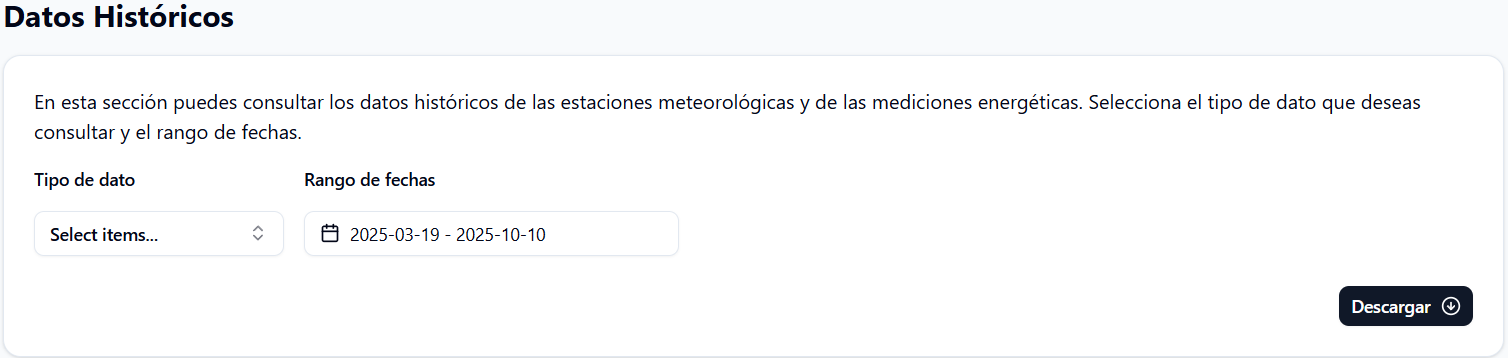 Datos Históricos
En esta sección puedes consultar los datos históricos de las estaciones meteorológicas y de las mediciones energéticas. Selecciona el tipo de dato que deseas
consultar y el rango de fechas.
Tipo de dato
Rango de fechas
Select items...
2025-03-19 - 2025-10-10
Descargar